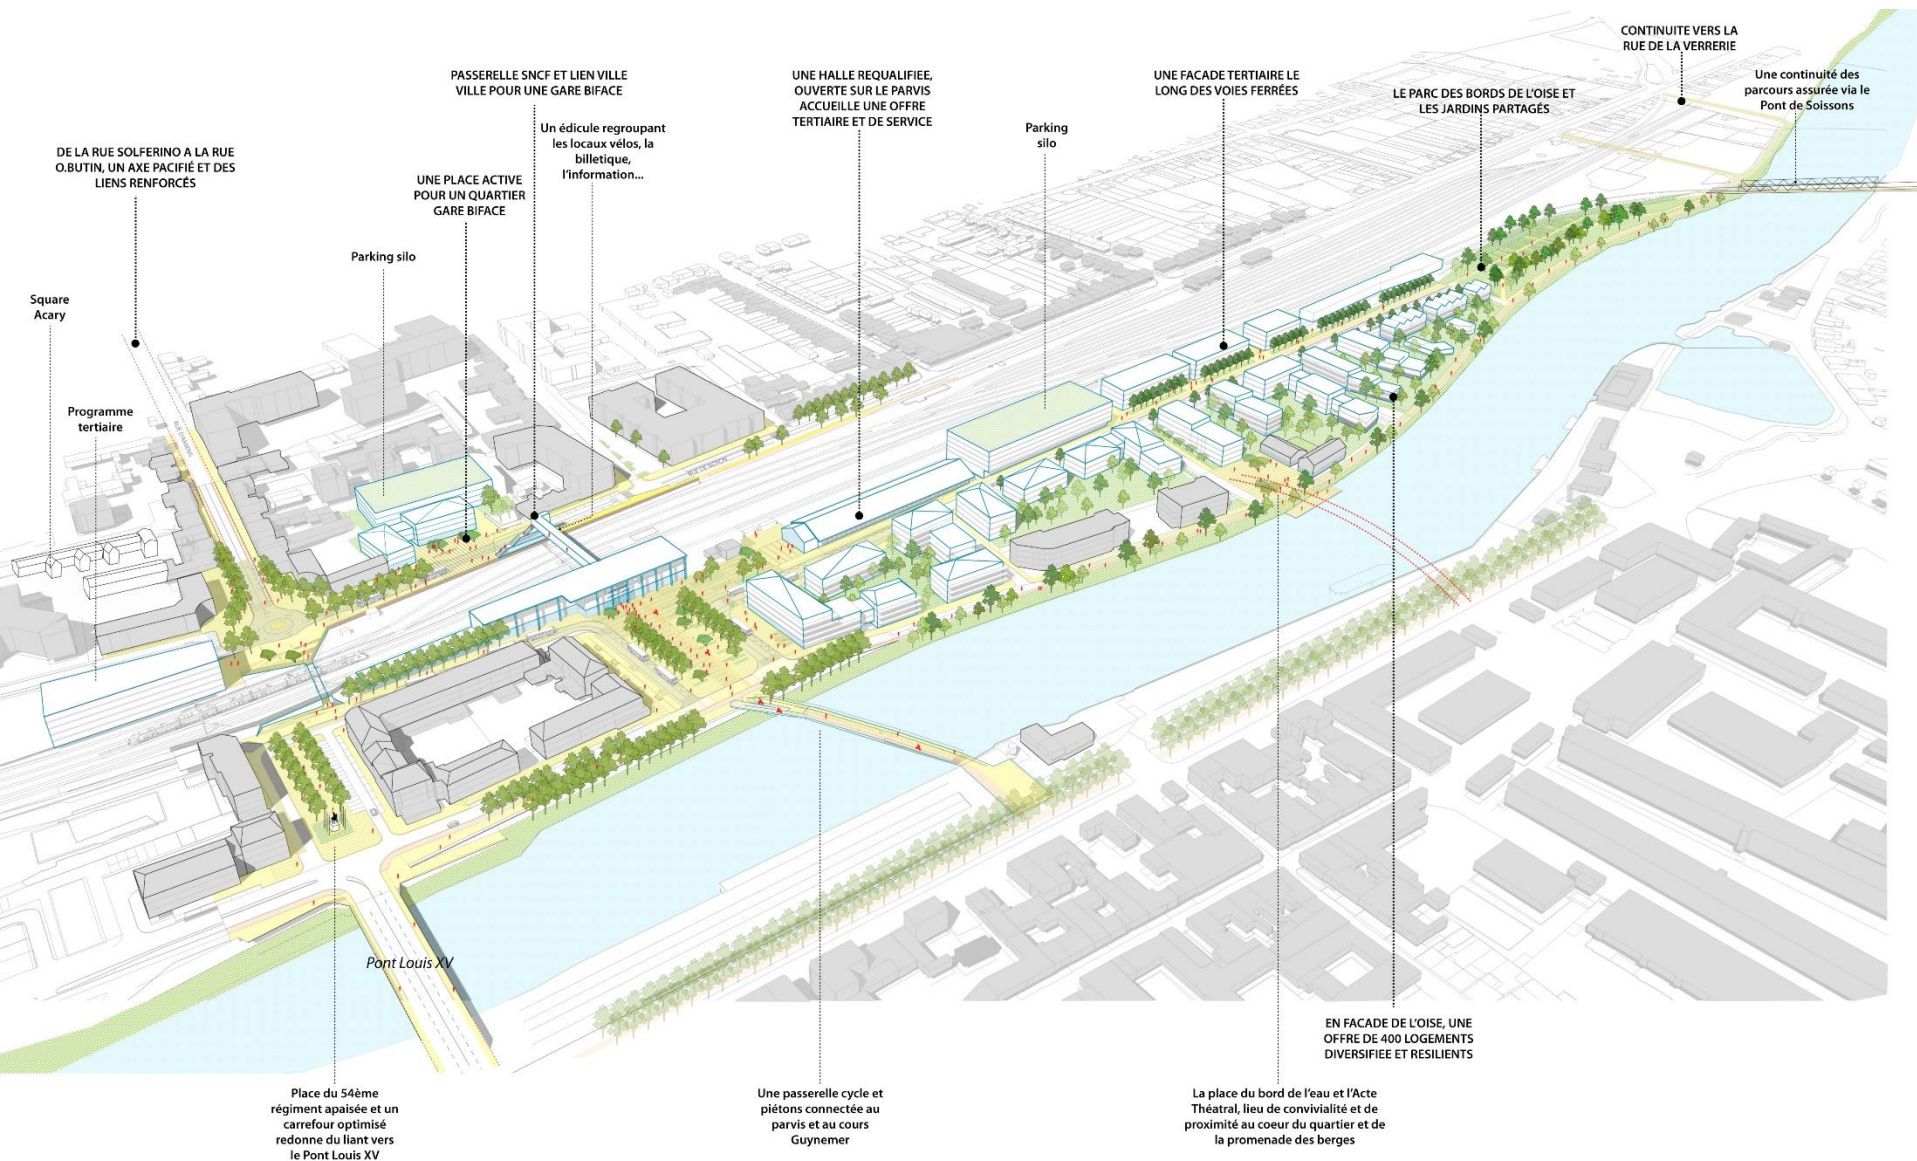 CONTINUITE VERS LA
RUE DE LA VERRERIE
PASSERELLE SNCF ET LIEN VILLE
VILLE POUR UNE GARE BIFACE
UNE HALLE REQUALIFIEE,
OUVERTE SUR LE PARVIS
ACCUEILLE UNE OFFRE
TERTIAIRE ET DE SERVICE
UNE FACADE TERTIAIRE LE
LONG DES VOIES FERRÉES
LE PARC DES BORDS DE L'OISE ET
LES JARDINS PARTAGÉS
Une continuité des
parcours assurée via le
Pont de Soissons
Un édicule regroupant
les locaux vélos, la
billetique,
l'information...
Parking
silo
DE LA RUE SOLFERINO A LA RUE
O.BUTIN, UN AXE PACIFIÉ ET DES
LIENS RENFORCÉS
UNE PLACE ACTIVE
POUR UN QUARTIER
GARE BIFACE
Parking silo
Square
Acary
Programme
tertiaire
RUE D'AMIENS
RUE DE NOYON
Pont Louis XV
EN FACADE DE L'OISE, UNE
OFFRE DE 400 LOGEMENTS
DIVERSIFIEE ET RESILIENTS
Place du 54ème
régiment apaisée et un
carrefour optimisé
redonne du liant vers
le Pont Louis XV
Une passerelle cycle et
piétons connectée au
parvis et au cours
Guynemer
La place du bord de l'eau et l'Acte
Théatral, lieu de convivialité et de
proximité au coeur du quartier et de
la promenade des berges